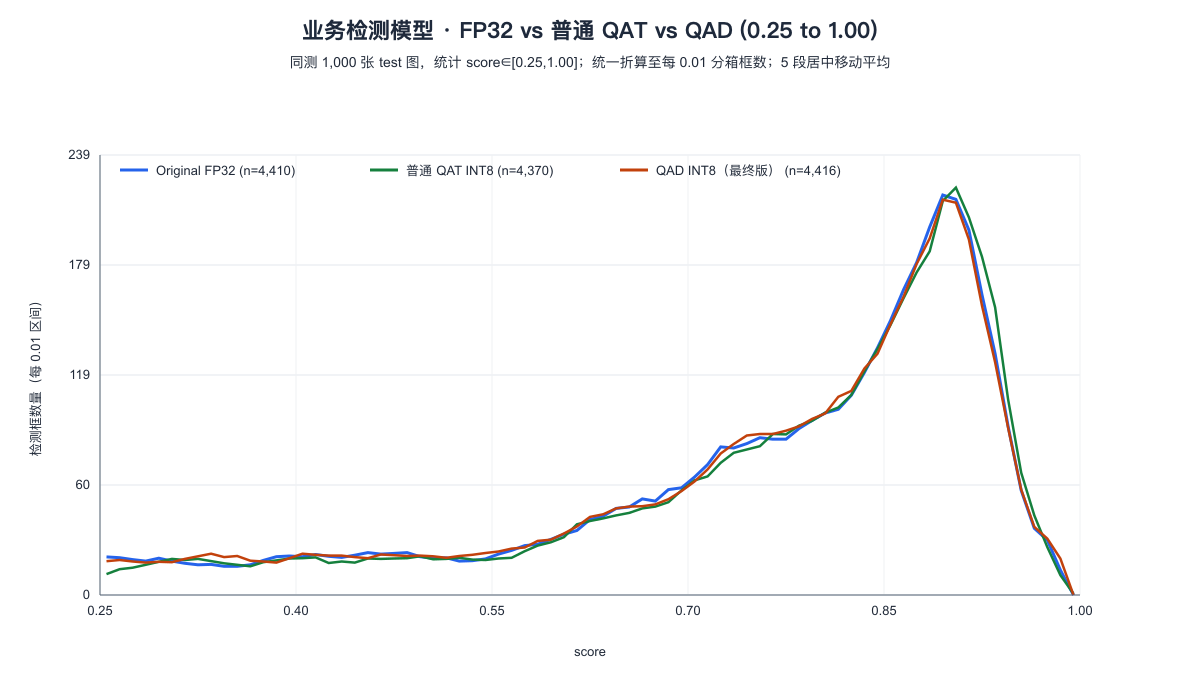 业务检测模型 · FP32 vs 普通 QAT vs QAD (0.25 to 1.00)
同测 1,000 张 test 图，统计 score∈[0.25,1.00]；统一折算至每 0.01 分箱框数；5 段居中移动平均
Original FP32 (n=4,410)
普通 QAT INT8 (n=4,370)
QAD INT8（最终版） (n=4,416)
239
179
119
60
0
检测框数量（每 0.01 区间）
0.25
0.40
0.55
0.70
0.85
1.00
score